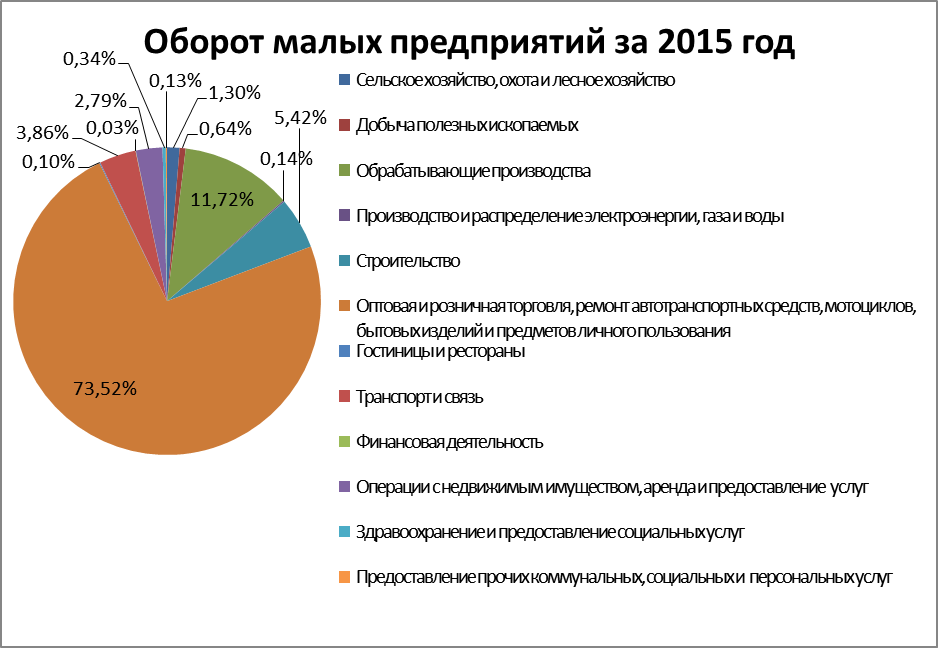 Оборот малых предприятий за 2015 год
0,34%
0,13%
1,30%
2,79%
5,42%
3,86%
0,03%
0,64%
0,10%
0,14%
11,72%
73,52%
Сельское хозяйство, охота и лесное хозяйство
Добыча полезных ископаемых
Обрабатывающие производства
Производство и распределение электроэнергии, газа и воды
Строительство
Оптовая и розничная торговля, ремонт автотранспортных средств, мотоциклов,
бытовых изделий и предметов личного пользования
Гостиницы и рестораны
Транспорт и связь
Финансовая деятельность
Операции с недвижимым имуществом, аренда и предоставление услуг
Здравоохранение и предоставление социальных услуг
Предоставление прочих коммунальных, социальных и персональных услуг